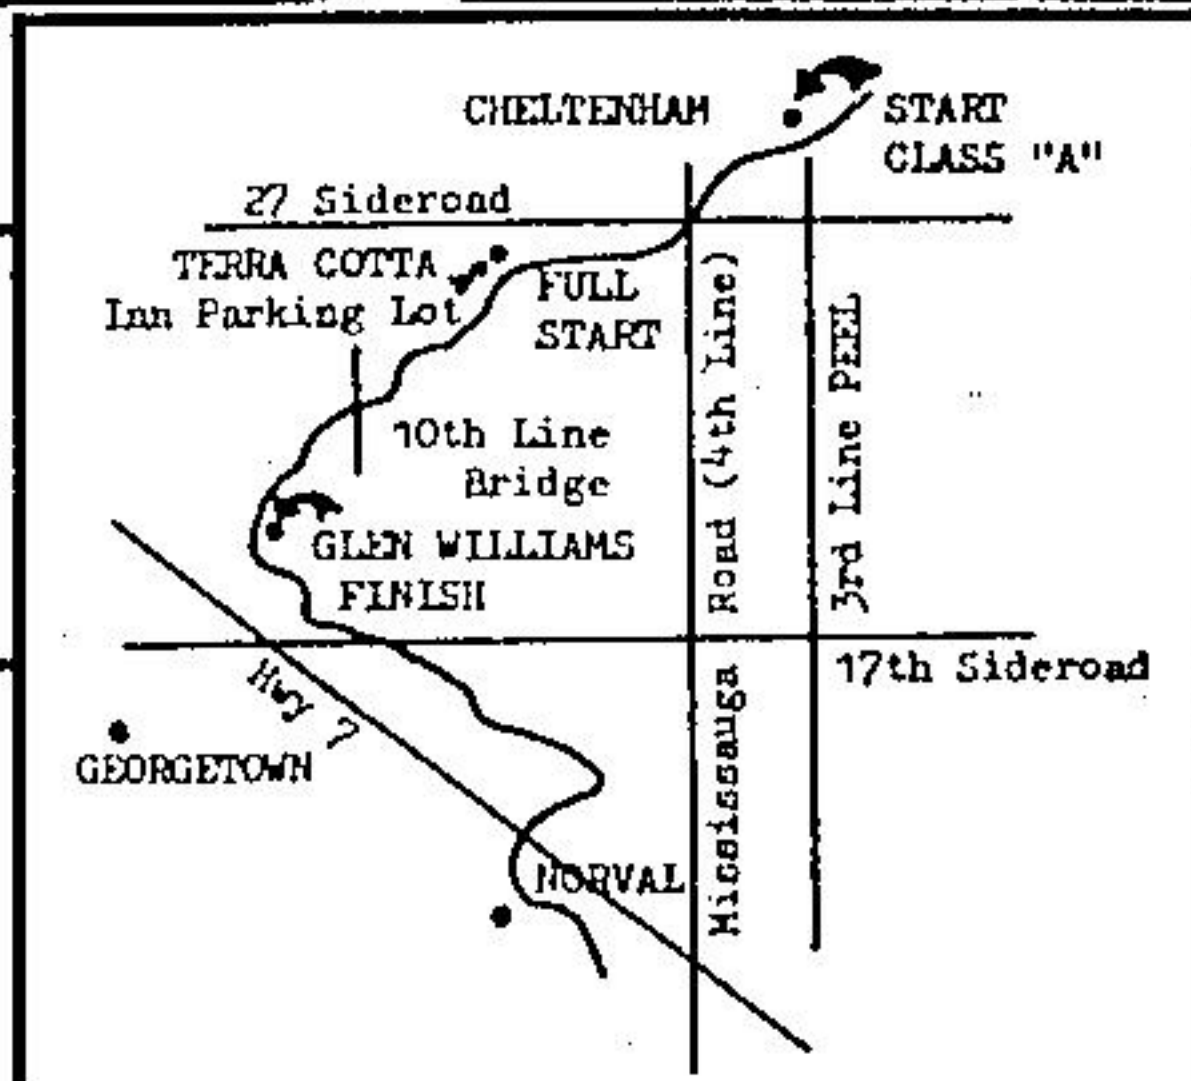 CHELTENHAM
START
CLASS "A"
27 Sideroad
TERRA COTTA
Inn Parking Lot
FULL
START
10th Line
Bridge
GLEN WILLIAMS
FINISH
Mississauga Road (4th Line)
3rd Line PEEL
17th Sideroad
Hwy 7
GEORGETOWN
NORVAL